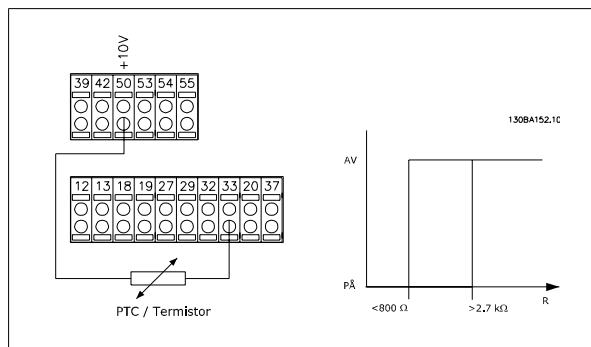 +10V
39 42 50 53 54 55
130BA152.10
12 13 18 19 27 29 32 33 20 37
PTC / Termistor
AV
PÅ
<800 Ω
>2.7 kΩ
R